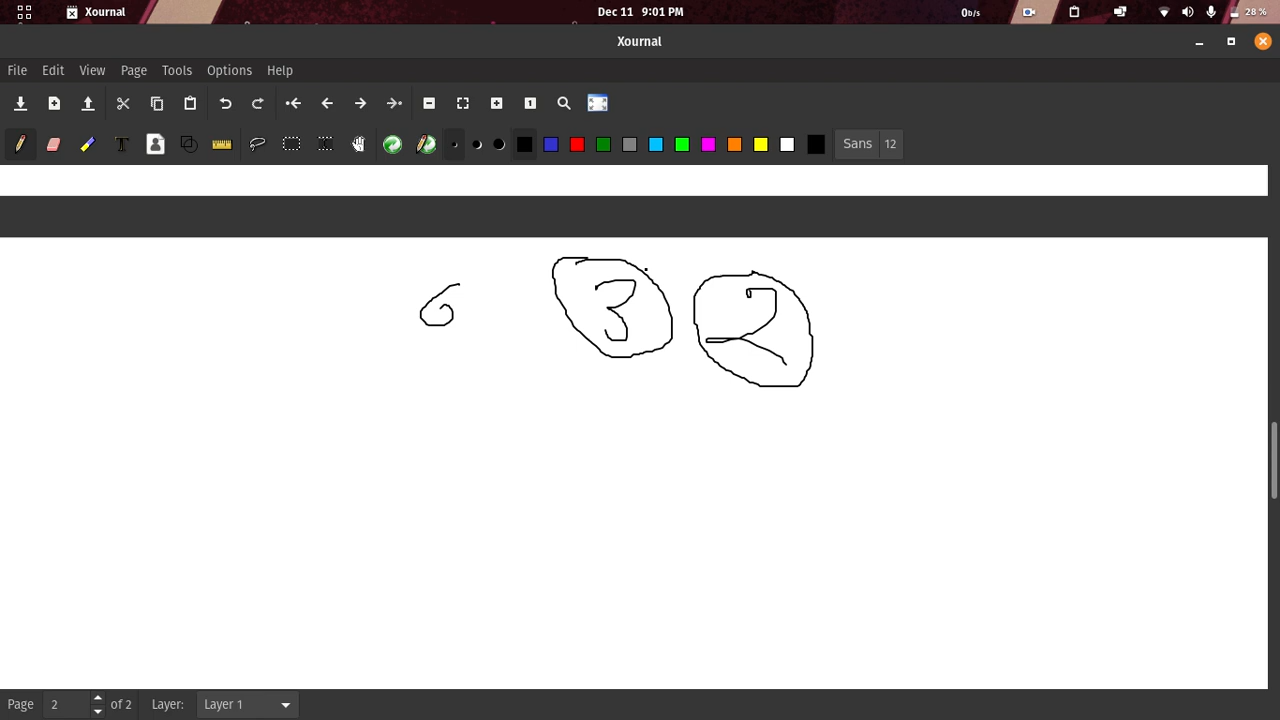 Xournal Dec 11 9:01 PM 0b/s 28 %
Xournal
File Edit View Page Tools Options Help
1
T Sans 12
6 3 2
Page 2 of 2 Layer: Layer 1